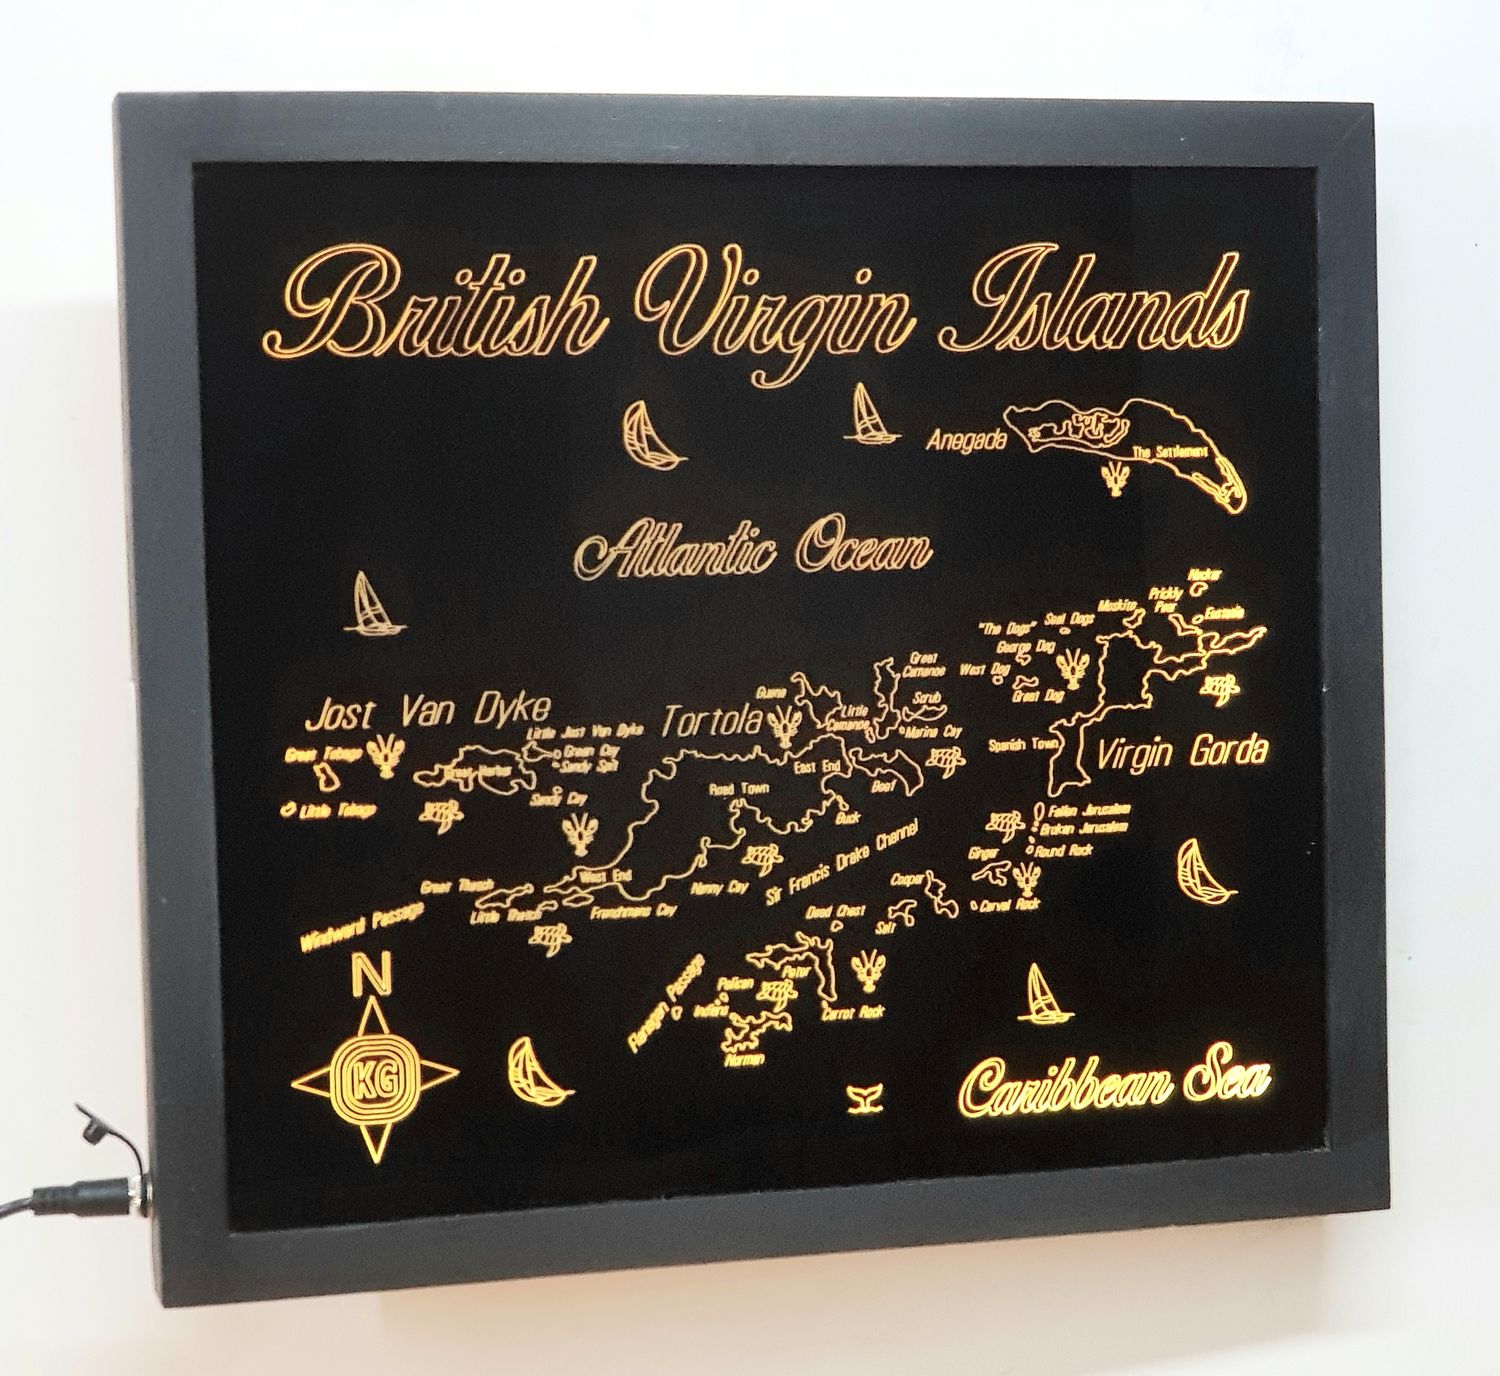 British Virgin Islands
Anegada
The Settlement
Atlantic Ocean
Necker
Prickly
Pear
Moskito
Eustatia
Seal Dogs
"The Dogs"
George Dog
West Dog
Great Dog
Great
Camanoe
Scrub
Guana
Little
Camanoe
Marina Cay
Jost Van Dyke
Tortola
Little Jost Van Dyke
Green Cay
Sandy Spit
Great Tobago
Great Harbor
Little Tobago
Sandy Cay
Spanish Town
Virgin Gorda
East End
Road Town
Beef
Buck
Fallen Jerusalem
Broken Jerusalem
Round Rock
Ginger
Sir Francis Drake Channel
West End
Great Thatch
Nanny Cay
Cooper
Carval Rock
Little Thatch
Frenchmans Cay
Dead Chest
Salt
Windward Passage
Flanagan Passage
Peter
Pelican
Indians
Carrot Rock
Norman
N
KG
Caribbean Sea